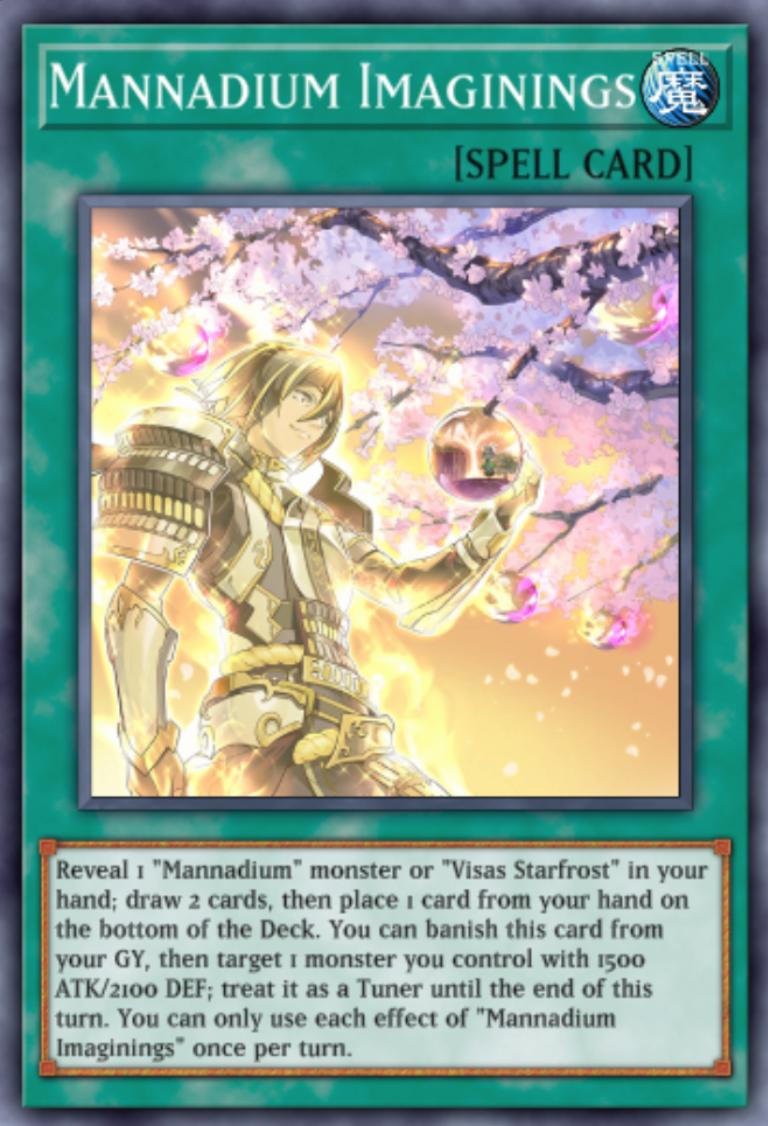 MANNADIUM IMAGININGS
SPELL
魔
[SPELL CARD]
Reveal 1 "Mannadium" monster or "Visas Starfrost" in your
hand; draw 2 cards, then place 1 card from your hand on
the bottom of the Deck. You can banish this card from
your GY, then target 1 monster you control with 1500
ATK/2100 DEF; treat it as a Tuner until the end of this
turn. You can only use each effect of "Mannadium
Imaginings" once per turn.